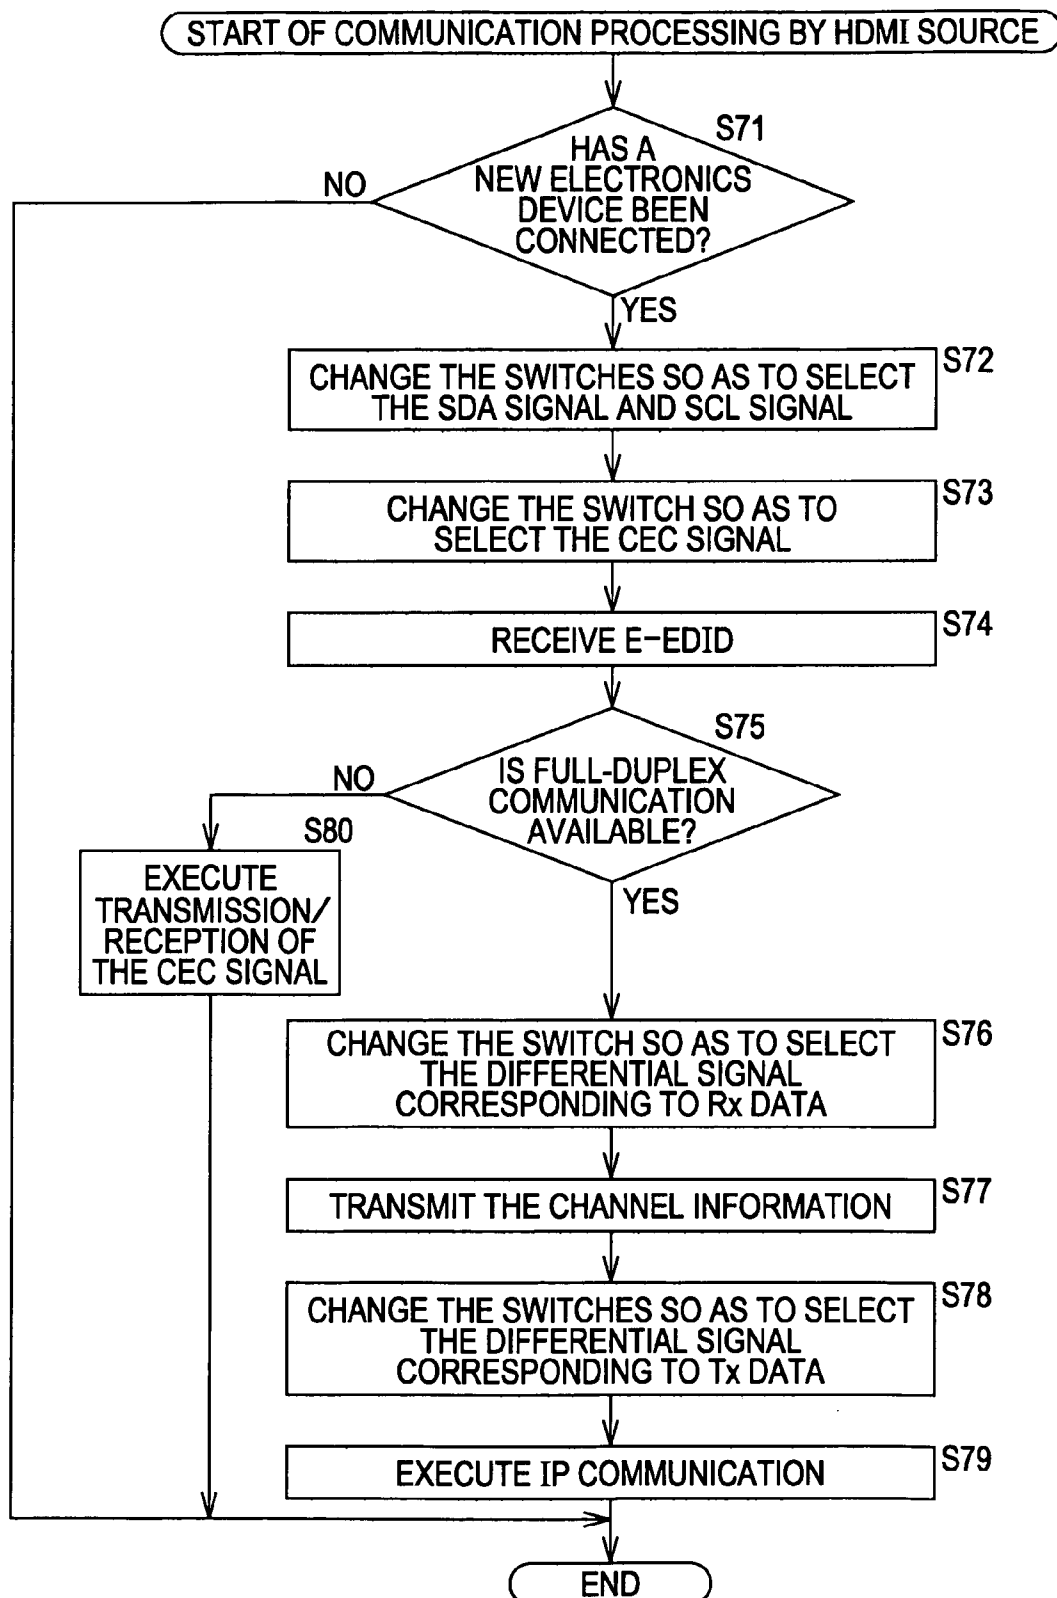 START OF COMMUNICATION PROCESSING BY HDMI SOURCE
S71
HAS A
NEW ELECTRONICS
DEVICE BEEN
CONNECTED?
NO
YES
S72
CHANGE THE SWITCHES SO AS TO SELECT
THE SDA SIGNAL AND SCL SIGNAL
S73
CHANGE THE SWITCH SO AS TO
SELECT THE CEC SIGNAL
S74
RECEIVE E-EDID
S75
IS FULL-DUPLEX
COMMUNICATION
AVAILABLE?
NO
YES
S80
EXECUTE
TRANSMISSION/
RECEPTION OF
THE CEC SIGNAL
S76
CHANGE THE SWITCH SO AS TO SELECT
THE DIFFERENTIAL SIGNAL
CORRESPONDING TO Rx DATA
S77
TRANSMIT THE CHANNEL INFORMATION
S78
CHANGE THE SWITCHES SO AS TO SELECT
THE DIFFERENTIAL SIGNAL
CORRESPONDING TO Tx DATA
S79
EXECUTE IP COMMUNICATION
END